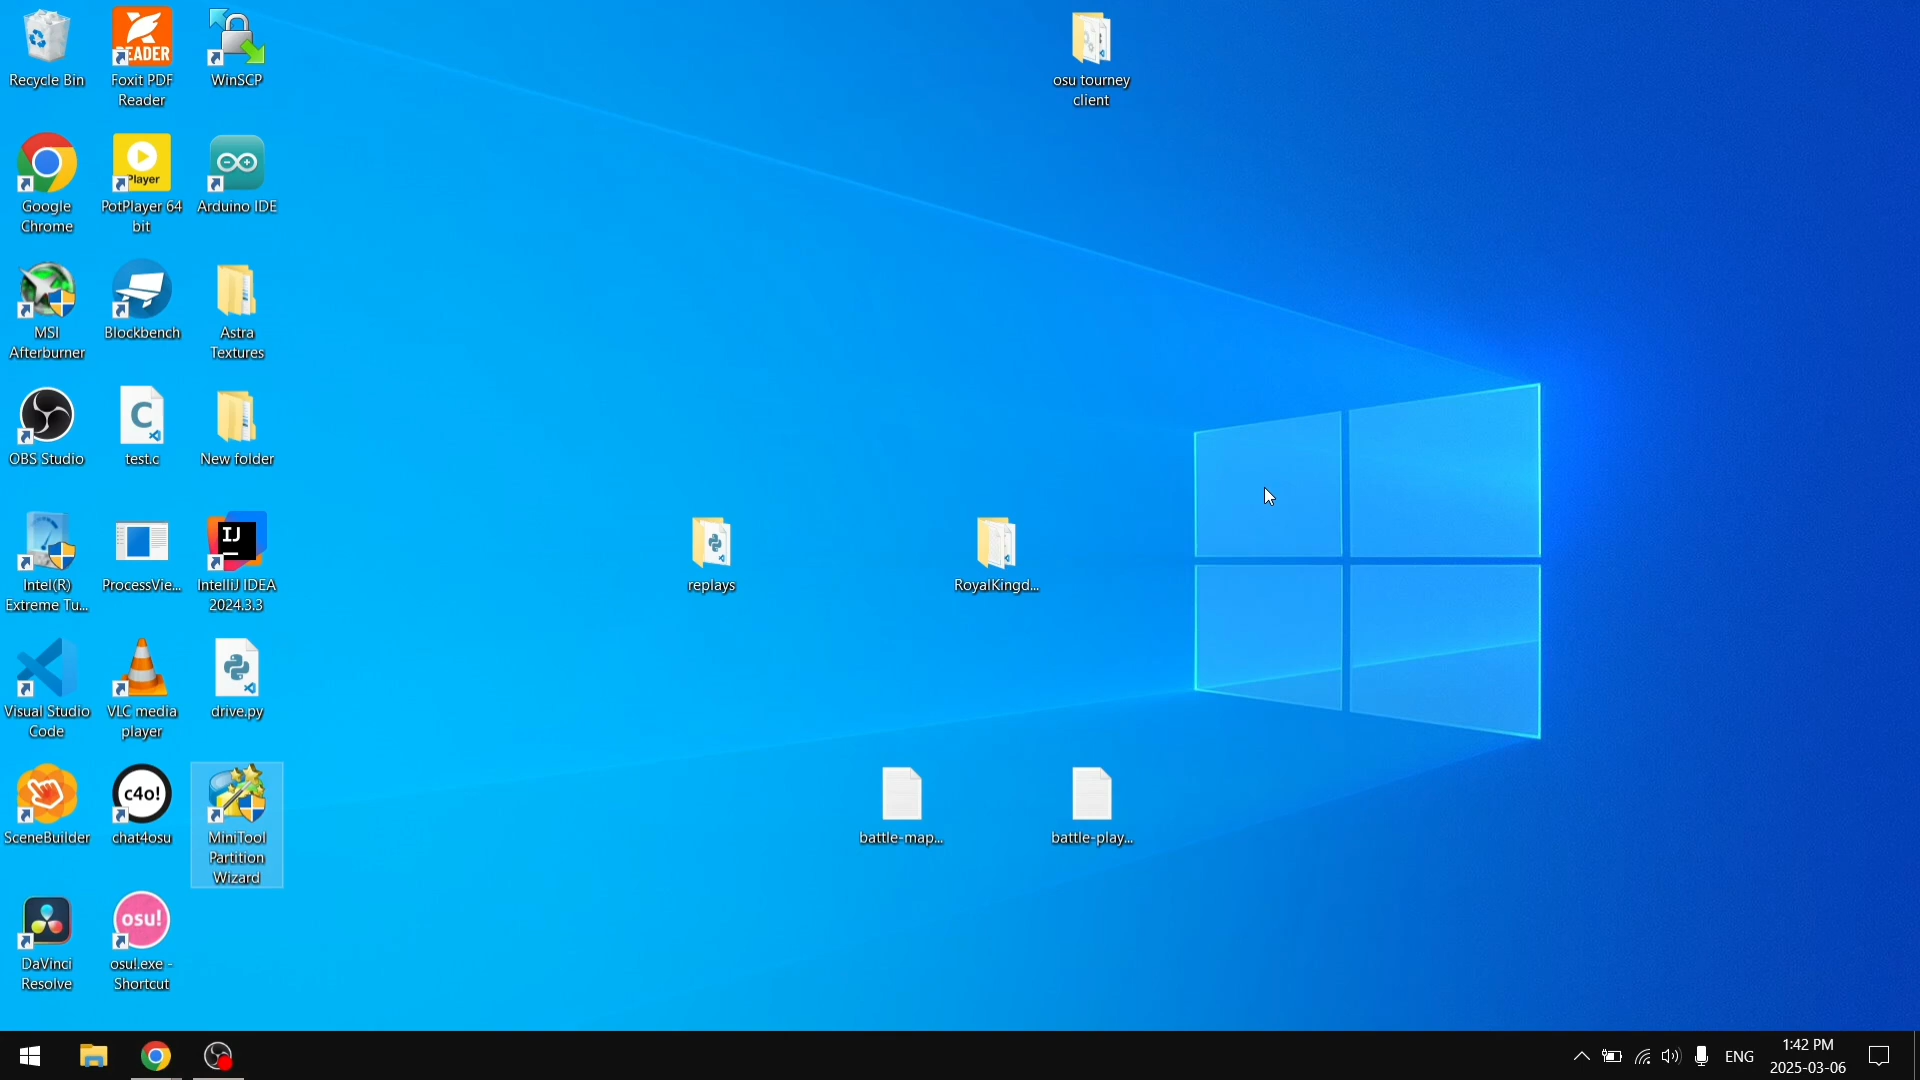 Recycle Bin
READER
Foxit PDF
Reader
WinSCP
osu tourney
client
Google
Chrome
Player
PotPlayer 64
bit
Arduino IDE
MSI
Afterburner
Blockbench
Astra
Textures
OBS Studio
C
test.c
New folder
Intel(R)
Extreme Tu...
ProcessVie...
IJ
IntelliJ IDEA
2024.3.3
replays
RoyalKingd...
Visual Studio
Code
VLC media
player
drive.py
SceneBuilder
c4o!
chat4osu
MiniTool
Partition
Wizard
battle-map...
battle-play...
DaVinci
Resolve
osu!
osu!.exe -
Shortcut
ENG
1:42 PM
2025-03-06